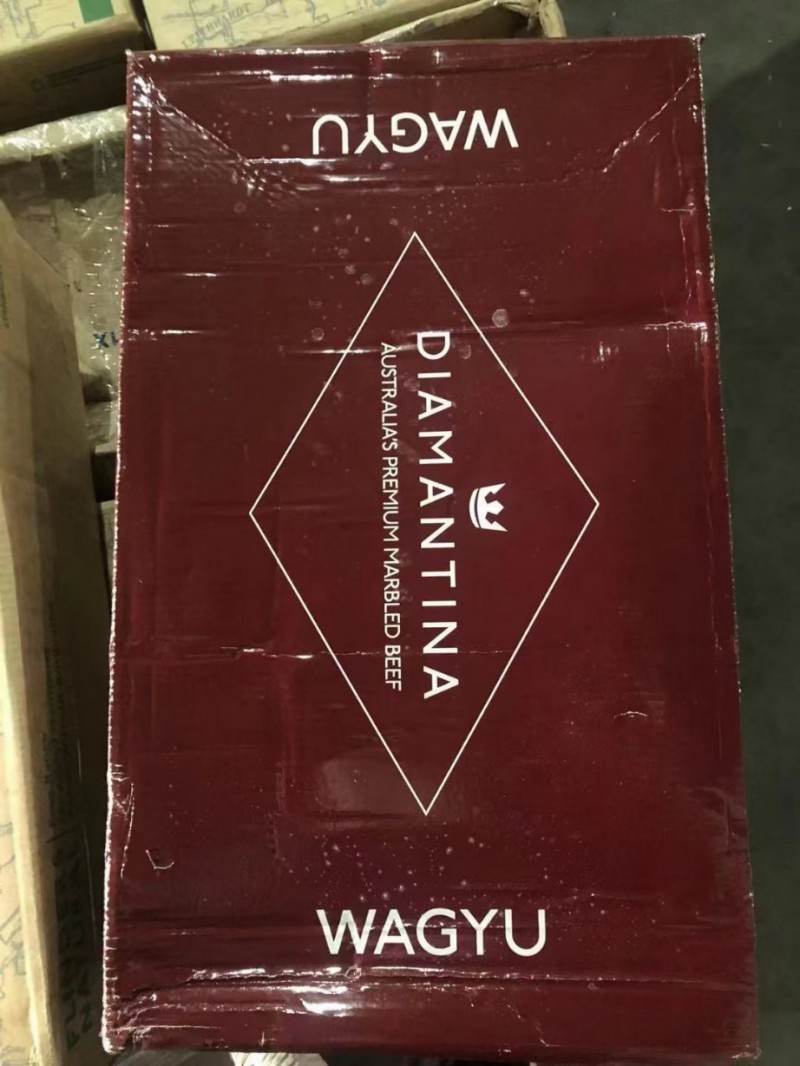 WAGYU
DIAMANTINA
AUSTRALIA'S PREMIUM MARBLED BEEF
WAGYU